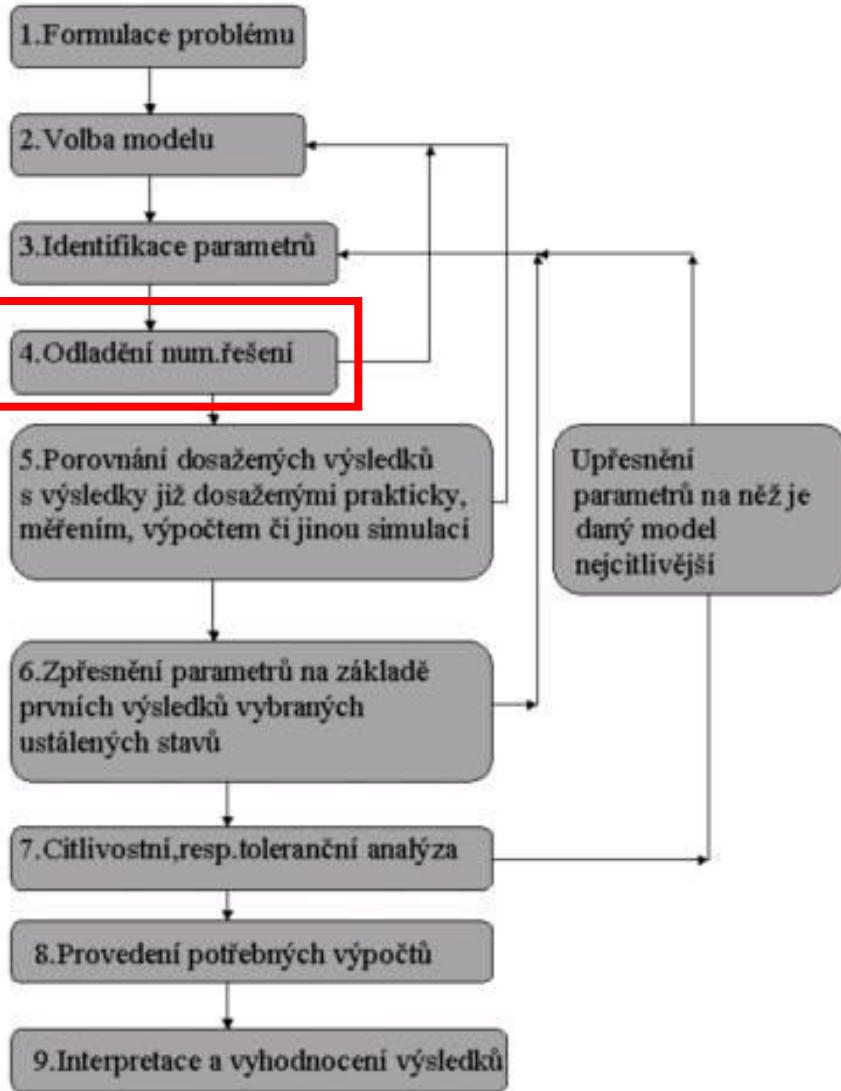 1.Formulace problému
2.Volba modelu
3.Identifikace parametrů
4.Odladění num.řešení
5.Porovnání dosažených výsledků
s výsledky již dosaženými prakticky,
měřením, výpočtem či jinou simulací
Upřesnění
parametrů na něž je
daný model
nejcitlivější
6.Zpřesnění parametrů na základě
prvních výsledků vybraných
ustálených stavů
7.Citlivostní,resp.toleranční analýza
8.Provedení potřebných výpočtů
9.Interpretace a vyhodnocení výsledků